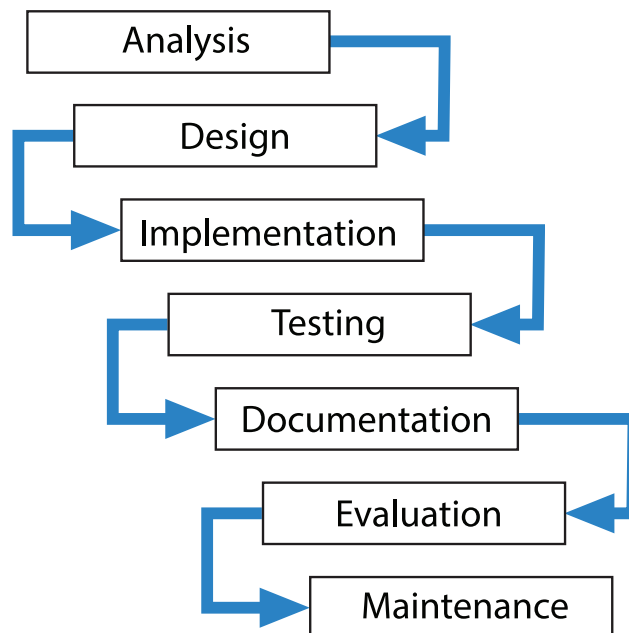 Analysis
Design
Implementation
Testing
Documentation
Evaluation
Maintenance